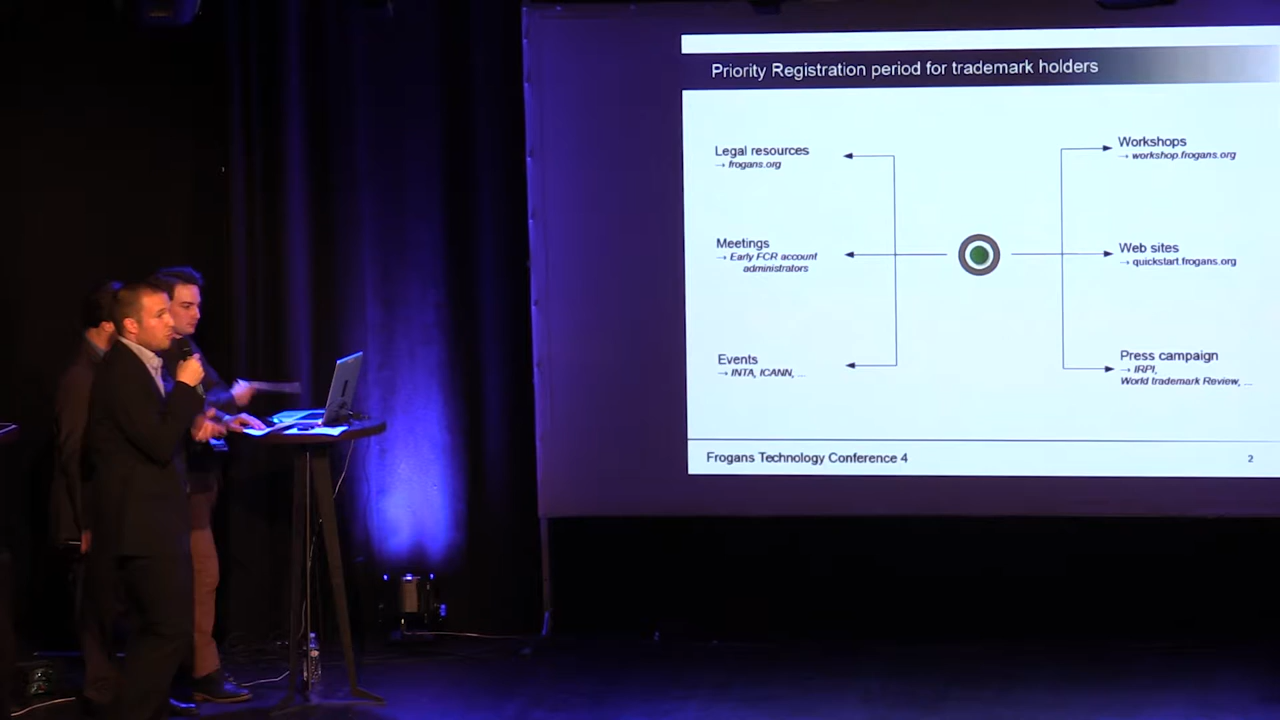 Priority Registration period for trademark holders
Legal resources
→ frogans.org
Meetings
→ Early FCR account
administrators
Events
→ INTA, ICANN, ...
Workshops
→ workshop.frogans.org
Web sites
→ quickstart.frogans.org
Press campaign
→ IRPI,
World trademark Review, ...
Frogans Technology Conference 4
2